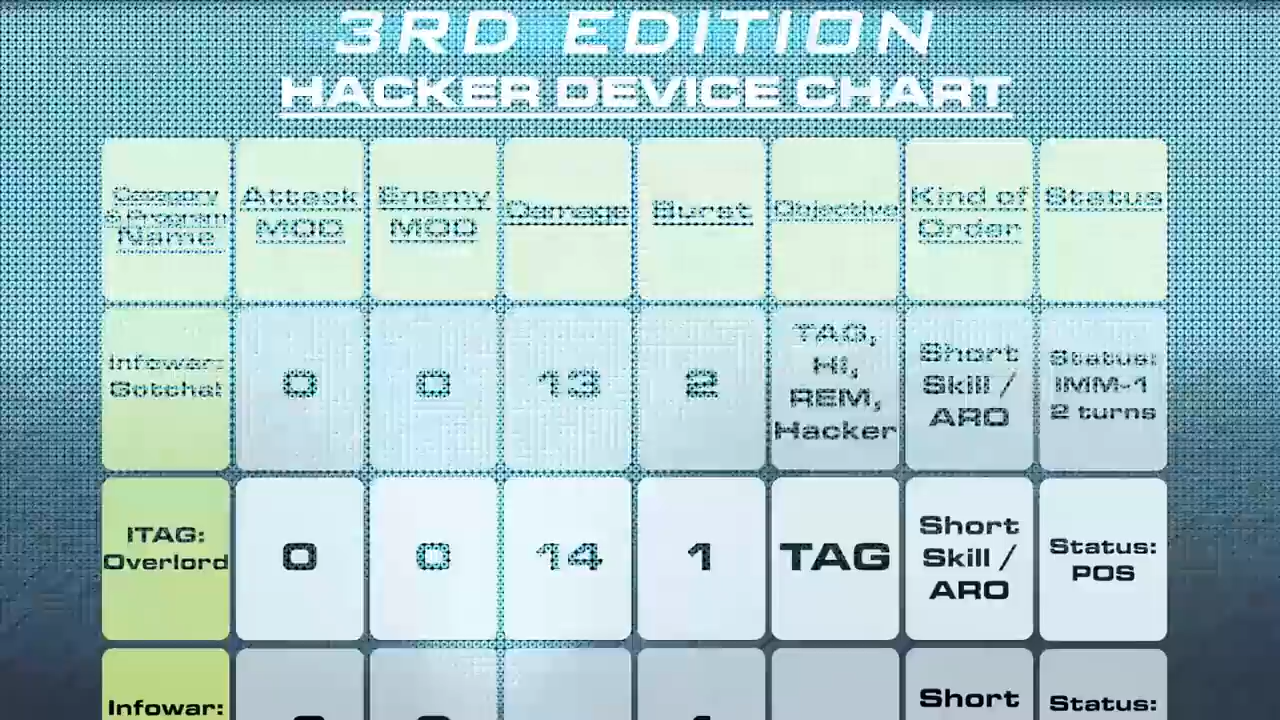 3RD EDITION
HACKER DEVICE CHART
Category
& Program
Name
Attack
MOD
Enemy
MOD
Damage
Burst
Objective
Kind of
Order
Status
Infowar:
Gotcha!
0
0
13
2
TAG,
HI,
REM,
Hacker
Short
Skill /
ARO
Status:
IMM-1
2 turns
ITAG:
Overlord
0
0
14
1
TAG
Short
Skill /
ARO
Status:
POS
Infowar:
Short
Status: